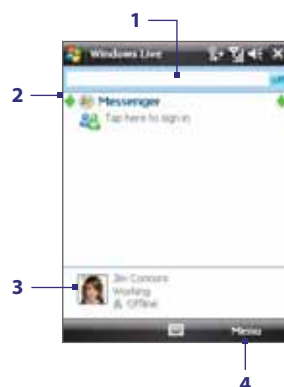 1
Windows Live
2
Messenger
Tap here to sign in
3
Jim Connors
Working
Offline
Menu
4